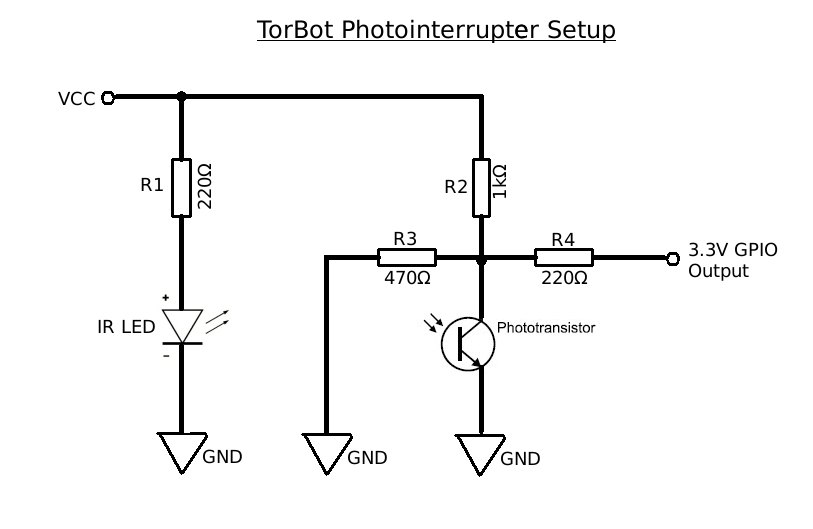 TorBot Photointerrupter Setup
VCC
R1
220Ω
R2
1kΩ
R3
470Ω
R4
220Ω
3.3V GPIO
Output
+
IR LED
-
Phototransistor
GND
GND
GND